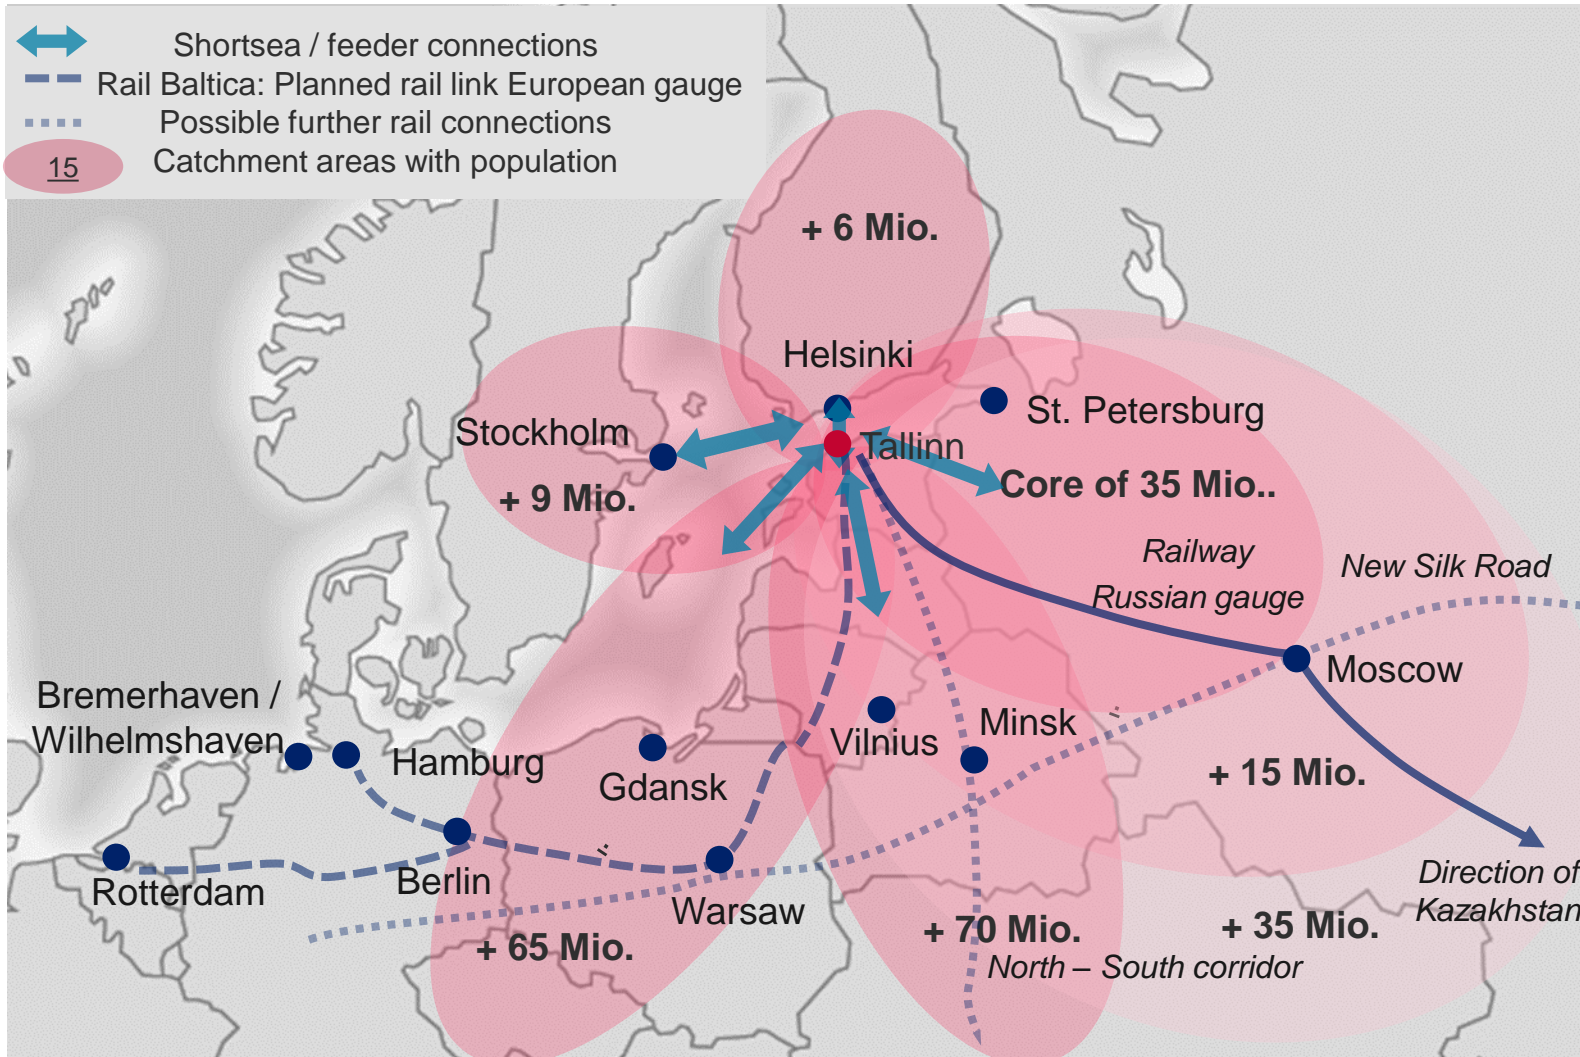 Shortsea / feeder connections
Rail Baltica: Planned rail link European gauge
Possible further rail connections
15
Catchment areas with population
+ 6 Mio.
Helsinki
Stockholm
St. Petersburg
Tallinn
+ 9 Mio.
Core of 35 Mio..
Railway
Russian gauge
New Silk Road
Moscow
Bremerhaven /
Wilhelmshaven
Hamburg
Gdansk
Vilnius
Minsk
+ 15 Mio.
Rotterdam
Berlin
Warsaw
Direction of
Kazakhstan
+ 65 Mio.
+ 70 Mio.
+ 35 Mio.
North – South corridor